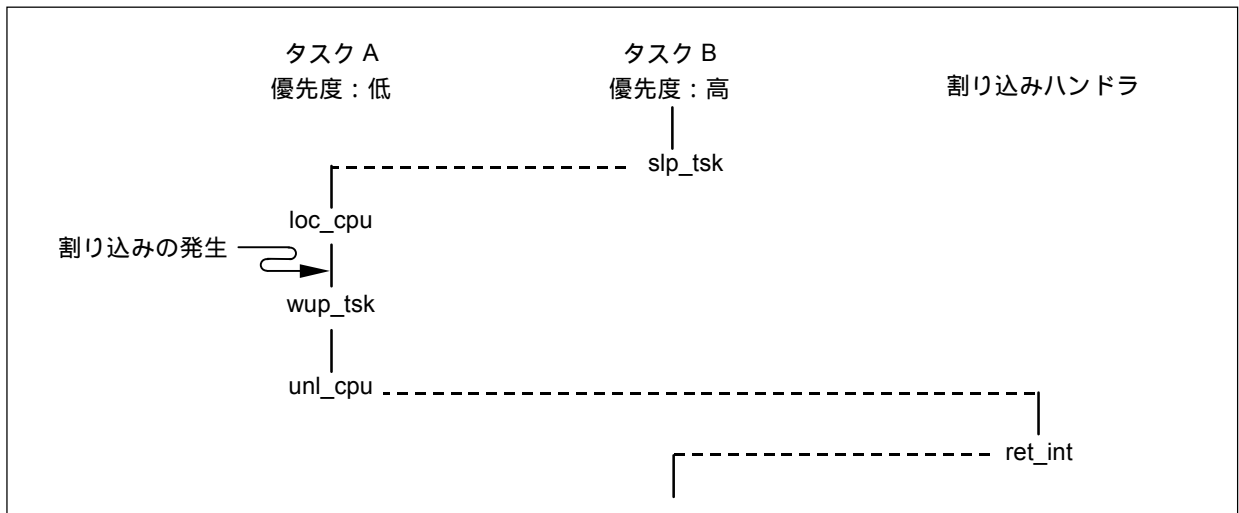 タスク A
優先度：低
タスク B
優先度：高
割り込みハンドラ
slp_tsk
loc_cpu
割り込みの発生
wup_tsk
unl_cpu
ret_int